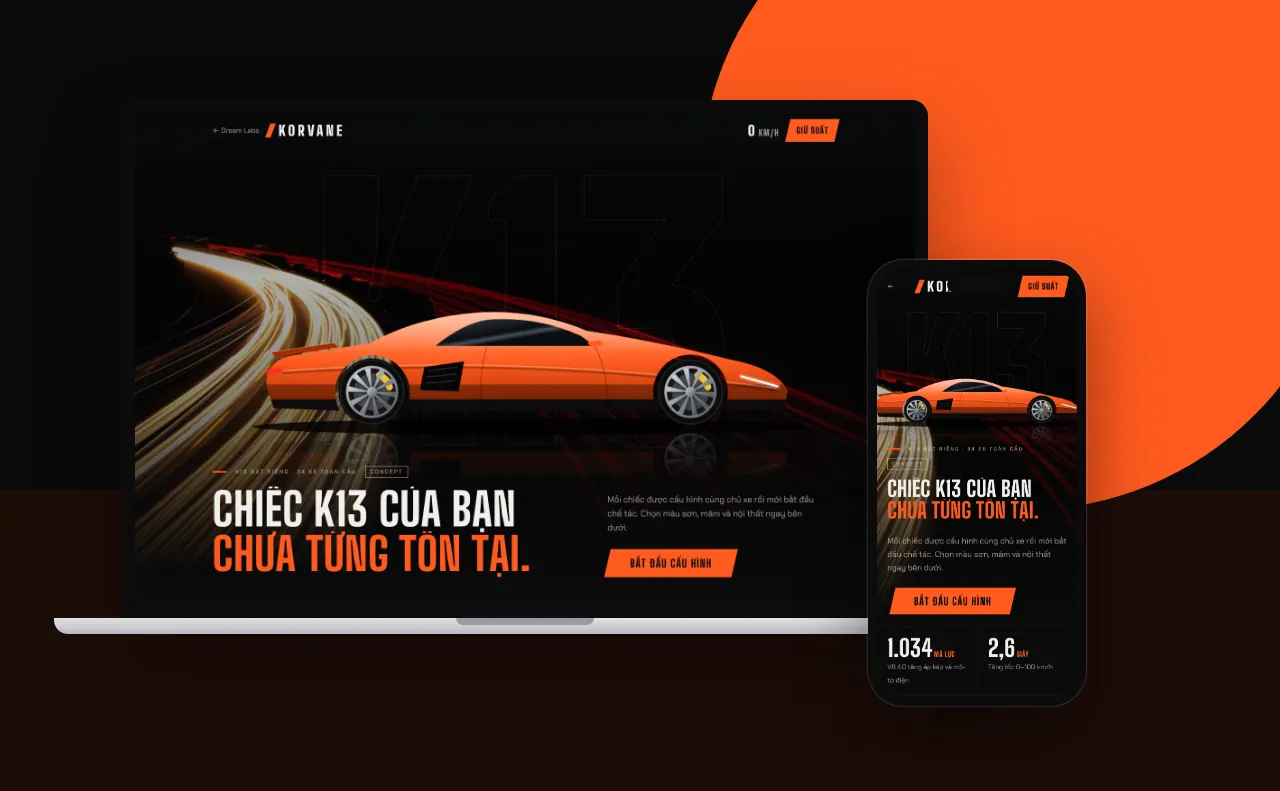 ← Dream Labs KORVANE
0 KM/H GIỮ SUẤT
K13
K13 ĐẶT RIÊNG · 34 XE TOÀN CẦU CONCEPT
CHIẾC K13 CỦA BẠN
CHƯA TỪNG TỒN TẠI.
Mỗi chiếc được cấu hình cùng chủ xe rồi mới bắt đầu
chế tác. Chọn màu sơn, mâm và nội thất ngay bên
dưới.
BẮT ĐẦU CẤU HÌNH
← KO
GIỮ SUẤT
K13
K13 ĐẶT RIÊNG · 34 XE TOÀN CẦU
CONCEPT
CHIẾC K13 CỦA BẠN
CHƯA TỪNG TỒN TẠI.
Mỗi chiếc được cấu hình cùng chủ xe rồi mới bắt
đầu chế tác. Chọn màu sơn, mâm và nội thất
ngay bên dưới.
BẮT ĐẦU CẤU HÌNH
1.034 MÃ LỰC
V8 4.0 tăng áp kép và mô-
tơ điện
2,6 GIÂY
Tăng tốc 0–100 km/h